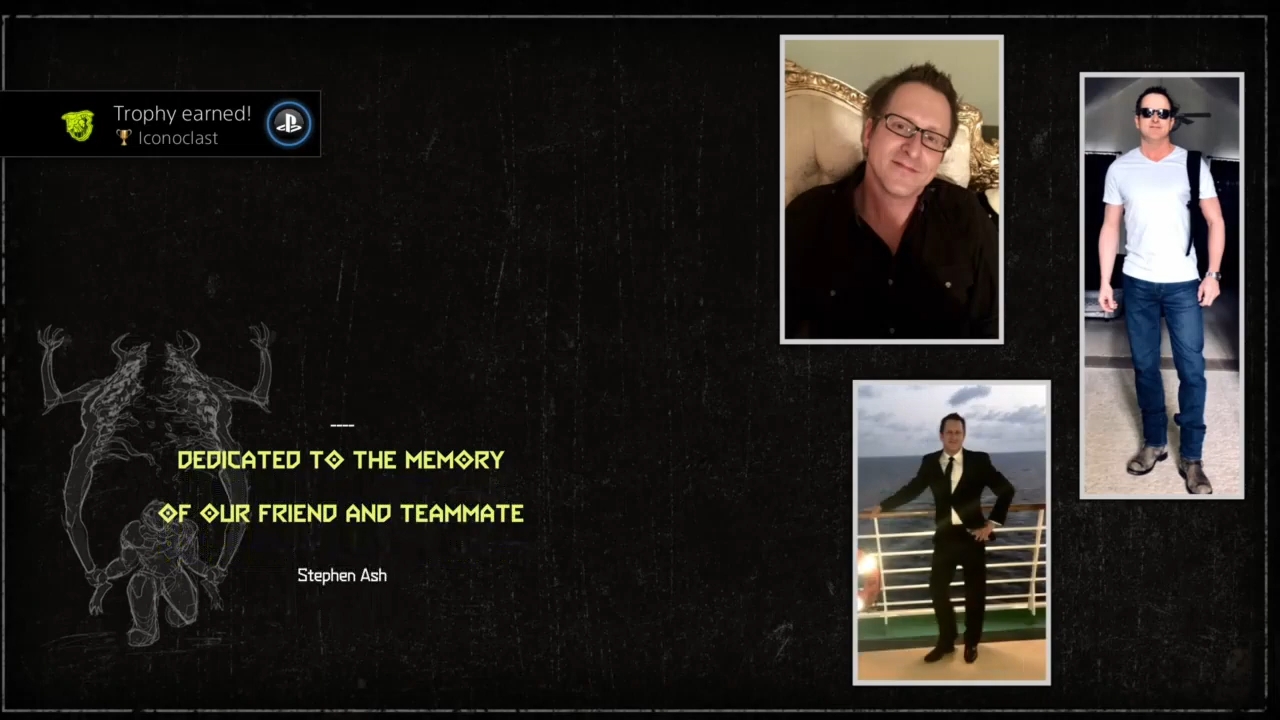 Trophy earned!
Iconoclast
----
DEDICATED TO THE MEMORY
OF OUR FRIEND AND TEAMMATE
Stephen Ash